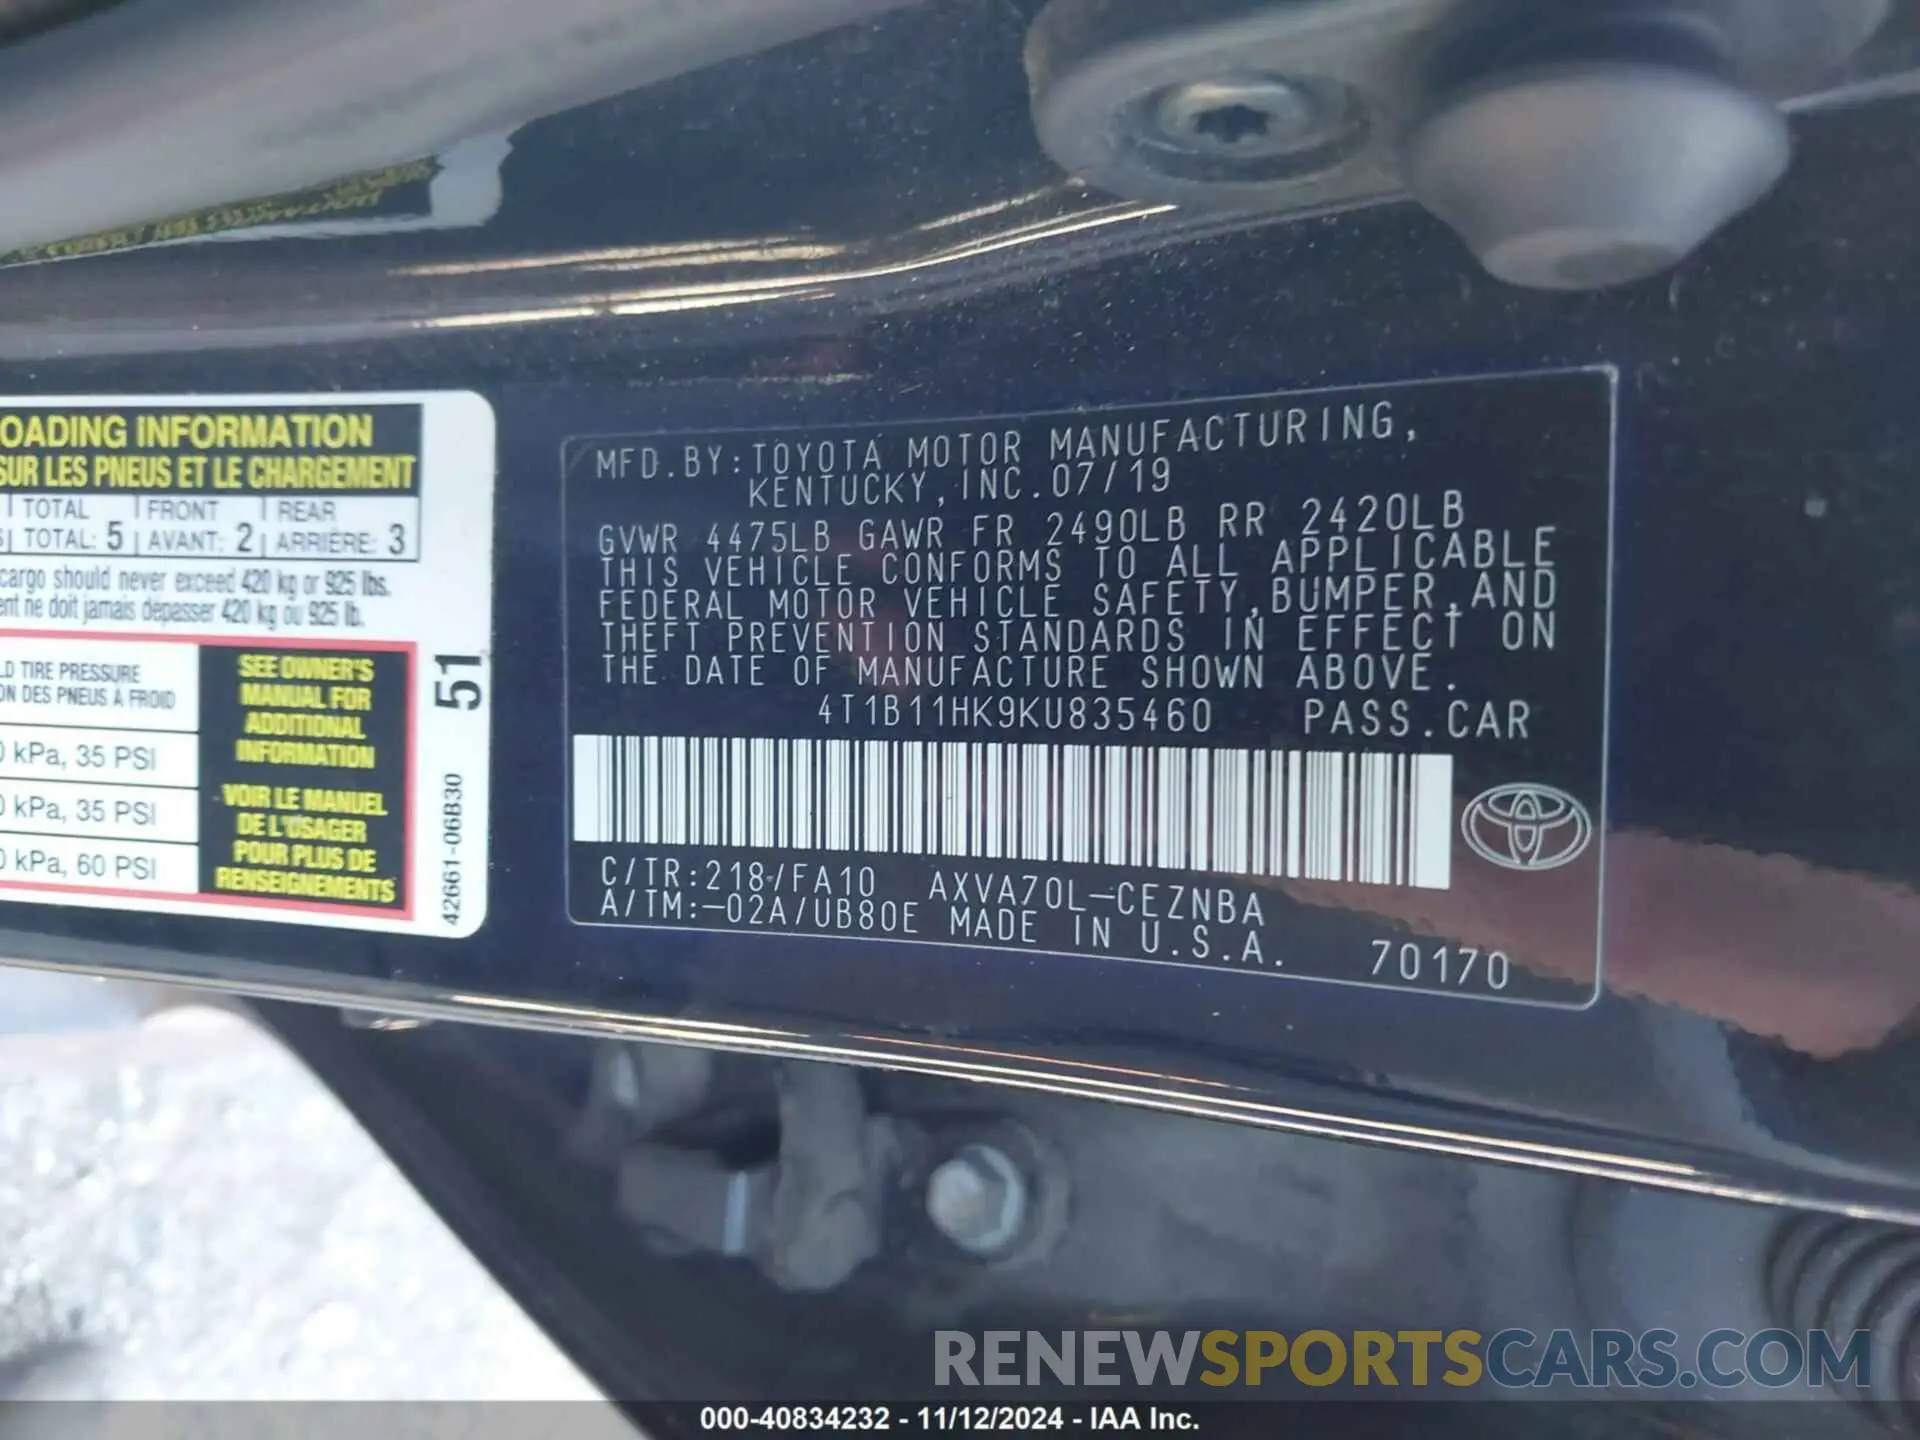 OADING INFORMATION
SUR LES PNEUS ET LE CHARGEMENT
TOTAL FRONT REAR
TOTAL: 5 AVANT: 2 ARRIÈRE: 3
cargo should never exceed 420 kg or 925 lbs.
ent ne doit jamais dépasser 420 kg ou 925 lb.
LD TIRE PRESSURE
ON DES PNEUS À FROID
0 kPa, 35 PSI
0 kPa, 35 PSI
0 kPa, 60 PSI
SEE OWNER'S
MANUAL FOR
ADDITIONAL
INFORMATION
VOIR LE MANUEL
DE L'USAGER
POUR PLUS DE
RENSEIGNEMENTS
51
42661-06B30
MFD.BY:TOYOTA MOTOR MANUFACTURING,
KENTUCKY,INC.07/19
GVWR 4475LB GAWR FR 2490LB RR 2420LB
THIS VEHICLE CONFORMS TO ALL APPLICABLE
FEDERAL MOTOR VEHICLE SAFETY,BUMPER,AND
THEFT PREVENTION STANDARDS IN EFFECT ON
THE DATE OF MANUFACTURE SHOWN ABOVE.
4T1B11HK9KU835460 PASS.CAR
C/TR:218/FA10 AXVA70L-CEZNBA
A/TM:-02A/UB80E MADE IN U.S.A.
70170
RENEWSPORTSCARS.COM
000-40834232 - 11/12/2024 - IAA Inc.